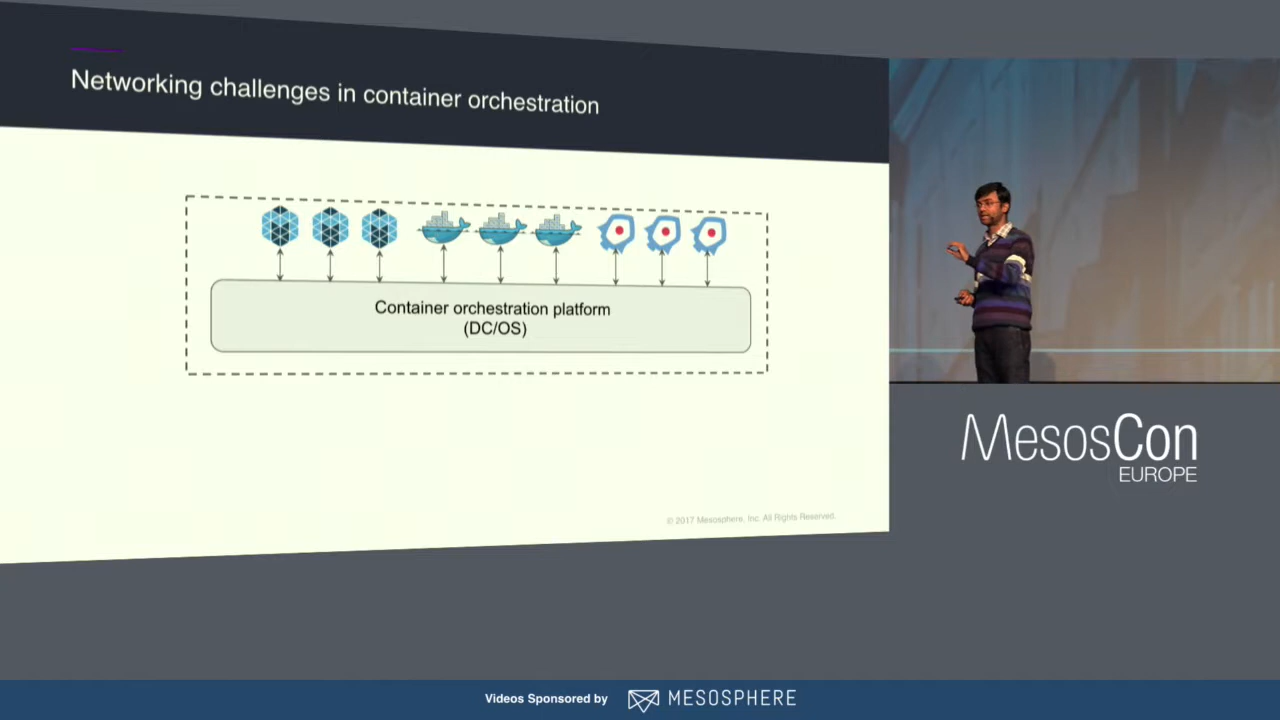 Networking challenges in container orchestration
Container orchestration platform
(DC/OS)
© 2017 Mesosphere, Inc. All Rights Reserved.
MesosCon
EUROPE
Videos Sponsored by
MESOSPHERE